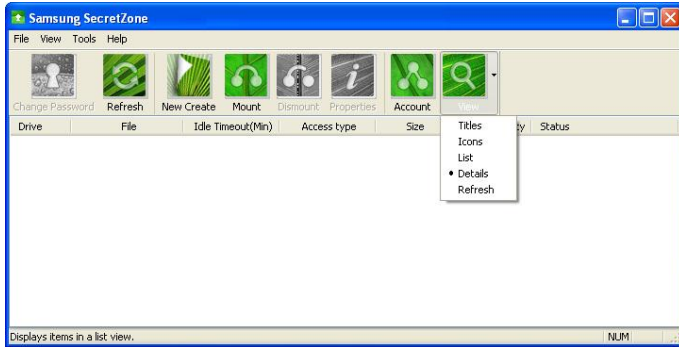 Samsung SecretZone
File View Tools Help
Change Password Refresh New Create Mount Dismount Properties Account View
Drive File Idle Timeout(Min) Access type Size Status
Titles
Icons
List
Details
Refresh
Displays items in a list view. NUM